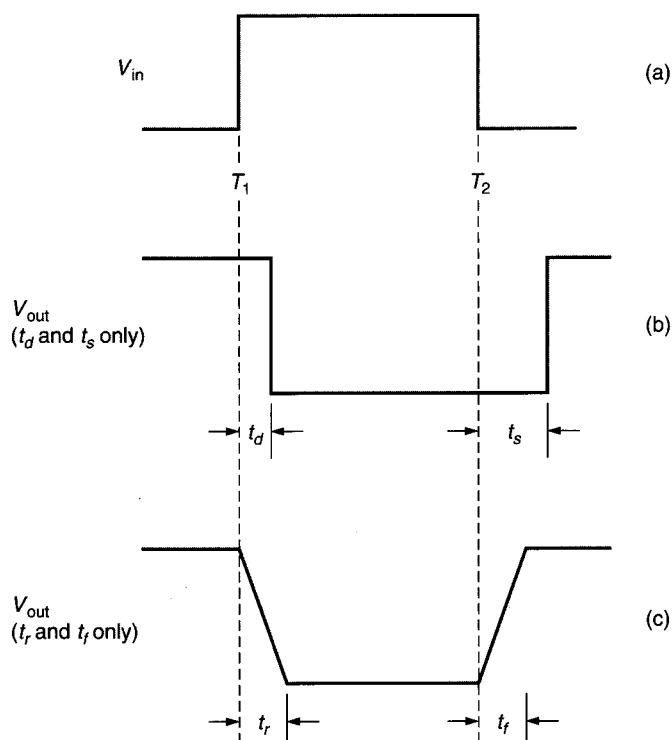 V_in
(a)
T_1
T_2
V_out
(t_d and t_s only)
(b)
t_d
t_s
V_out
(t_r and t_f only)
(c)
t_r
t_f